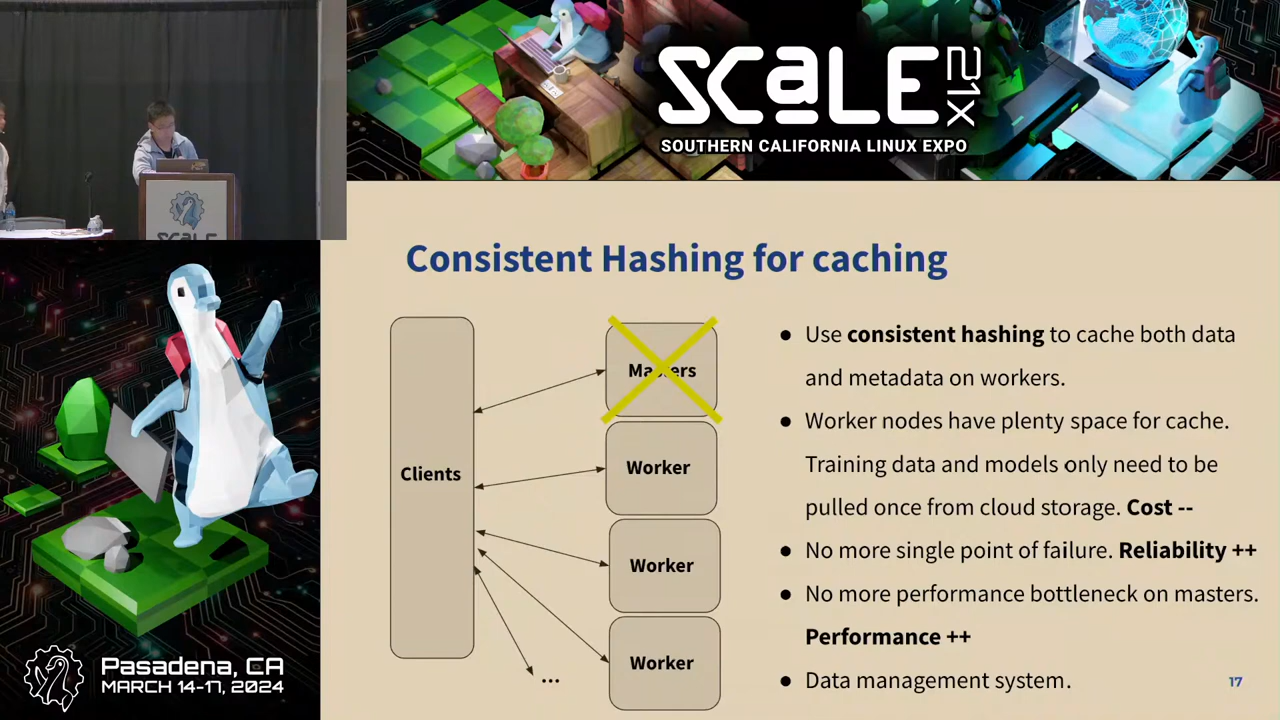 SCaLE 21x
SOUTHERN CALIFORNIA LINUX EXPO
SCALE
Pasadena, CA
MARCH 14-17, 2024
Consistent Hashing for caching
Clients
Masters
Worker
Worker
Worker
...
● Use consistent hashing to cache both data
and metadata on workers.
● Worker nodes have plenty space for cache.
Training data and models only need to be
pulled once from cloud storage. Cost --
● No more single point of failure. Reliability ++
● No more performance bottleneck on masters.
Performance ++
● Data management system.
17